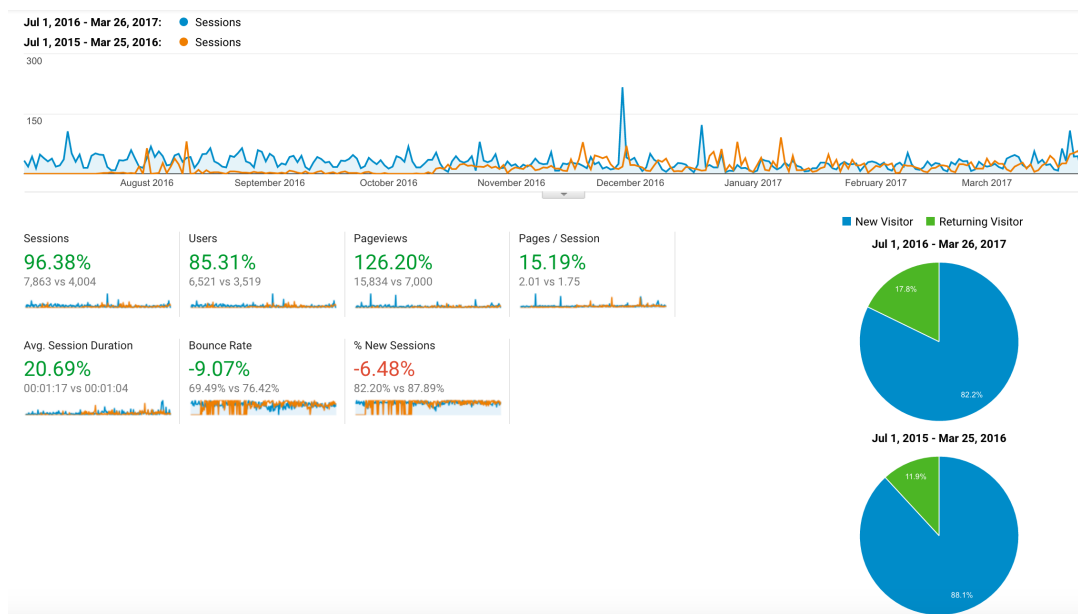 Jul 1, 2016 - Mar 26, 2017: Sessions
Jul 1, 2015 - Mar 25, 2016: Sessions
300
150
August 2016 September 2016 October 2016 November 2016 December 2016 January 2017 February 2017 March 2017
New Visitor Returning Visitor
Jul 1, 2016 - Mar 26, 2017
17.8%
82.2%
Sessions
96.38%
7,863 vs 4,004
Users
85.31%
6,521 vs 3,519
Pageviews
126.20%
15,834 vs 7,000
Pages / Session
15.19%
2.01 vs 1.75
Avg. Session Duration
20.69%
00:01:17 vs 00:01:04
Bounce Rate
-9.07%
69.49% vs 76.42%
% New Sessions
-6.48%
82.20% vs 87.89%
Jul 1, 2015 - Mar 25, 2016
11.9%
88.1%